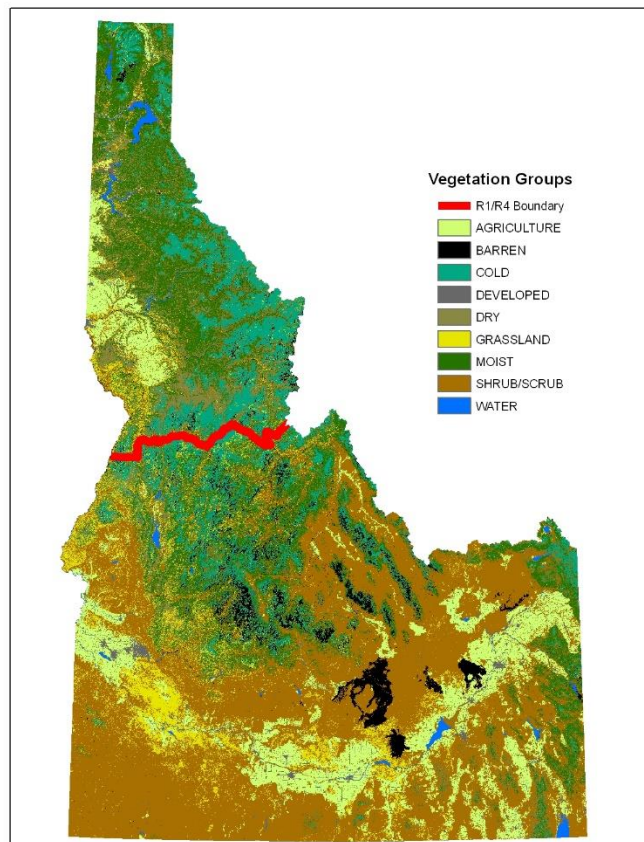 Vegetation Groups
R1/R4 Boundary
AGRICULTURE
BARREN
COLD
DEVELOPED
DRY
GRASSLAND
MOIST
SHRUB/SCRUB
WATER